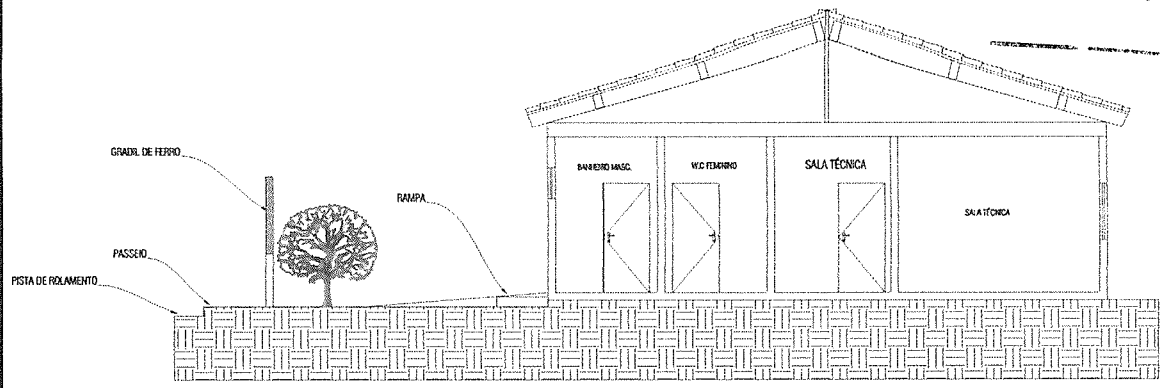 GRADIL DE FERRO
PASSEIO
PISTA DE ROLAMENTO
RAMPA
BANHEIRO MASC.
W.C FEMININO
SALA TÉCNICA
SALA TÉCNICA